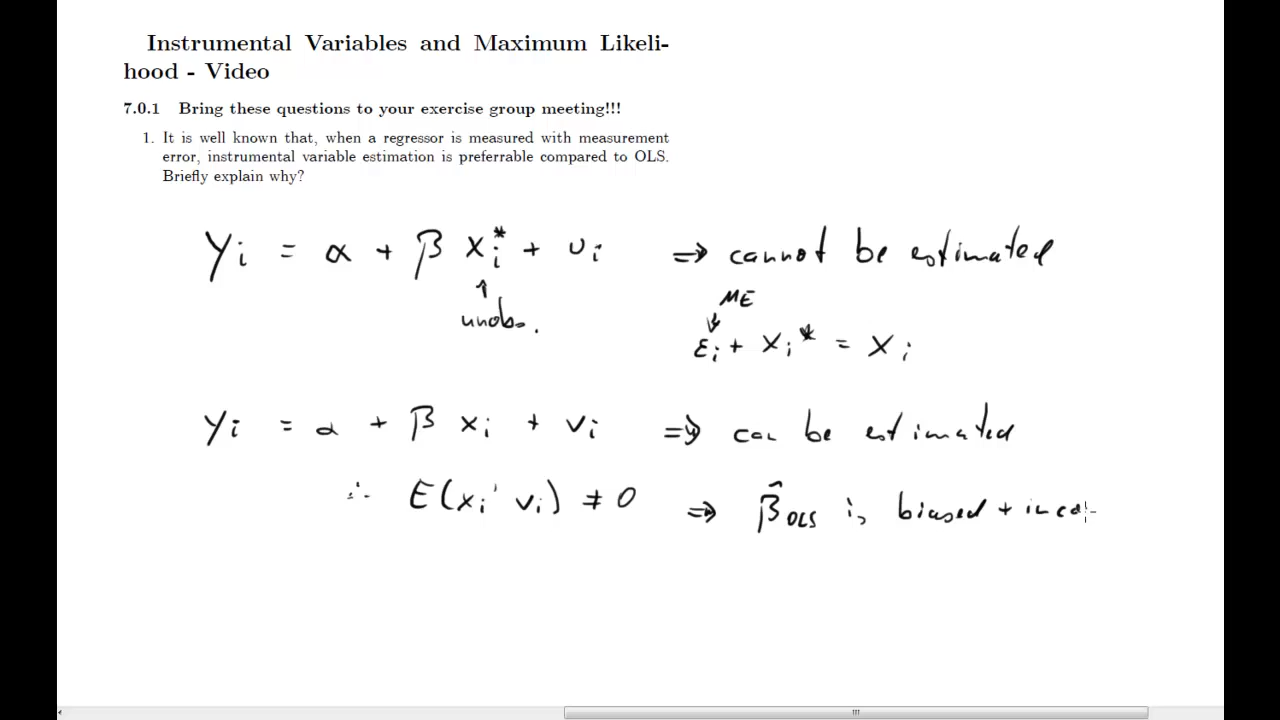 Instrumental Variables and Maximum Likeli-
hood - Video
7.0.1 Bring these questions to your exercise group meeting!!!
1. It is well known that, when a regressor is measured with measurement
error, instrumental variable estimation is preferrable compared to OLS.
Briefly explain why?
Yi = α + β Xi* + υi ⇒ cannot be estimated
↑ unobs.
ME ↓
εi + Xi* = Xi
yi = α + β xi + vi ⇒ can be estimated
∴ E(xi' vi) ≠ 0 ⇒ β̂OLS is biased + inco